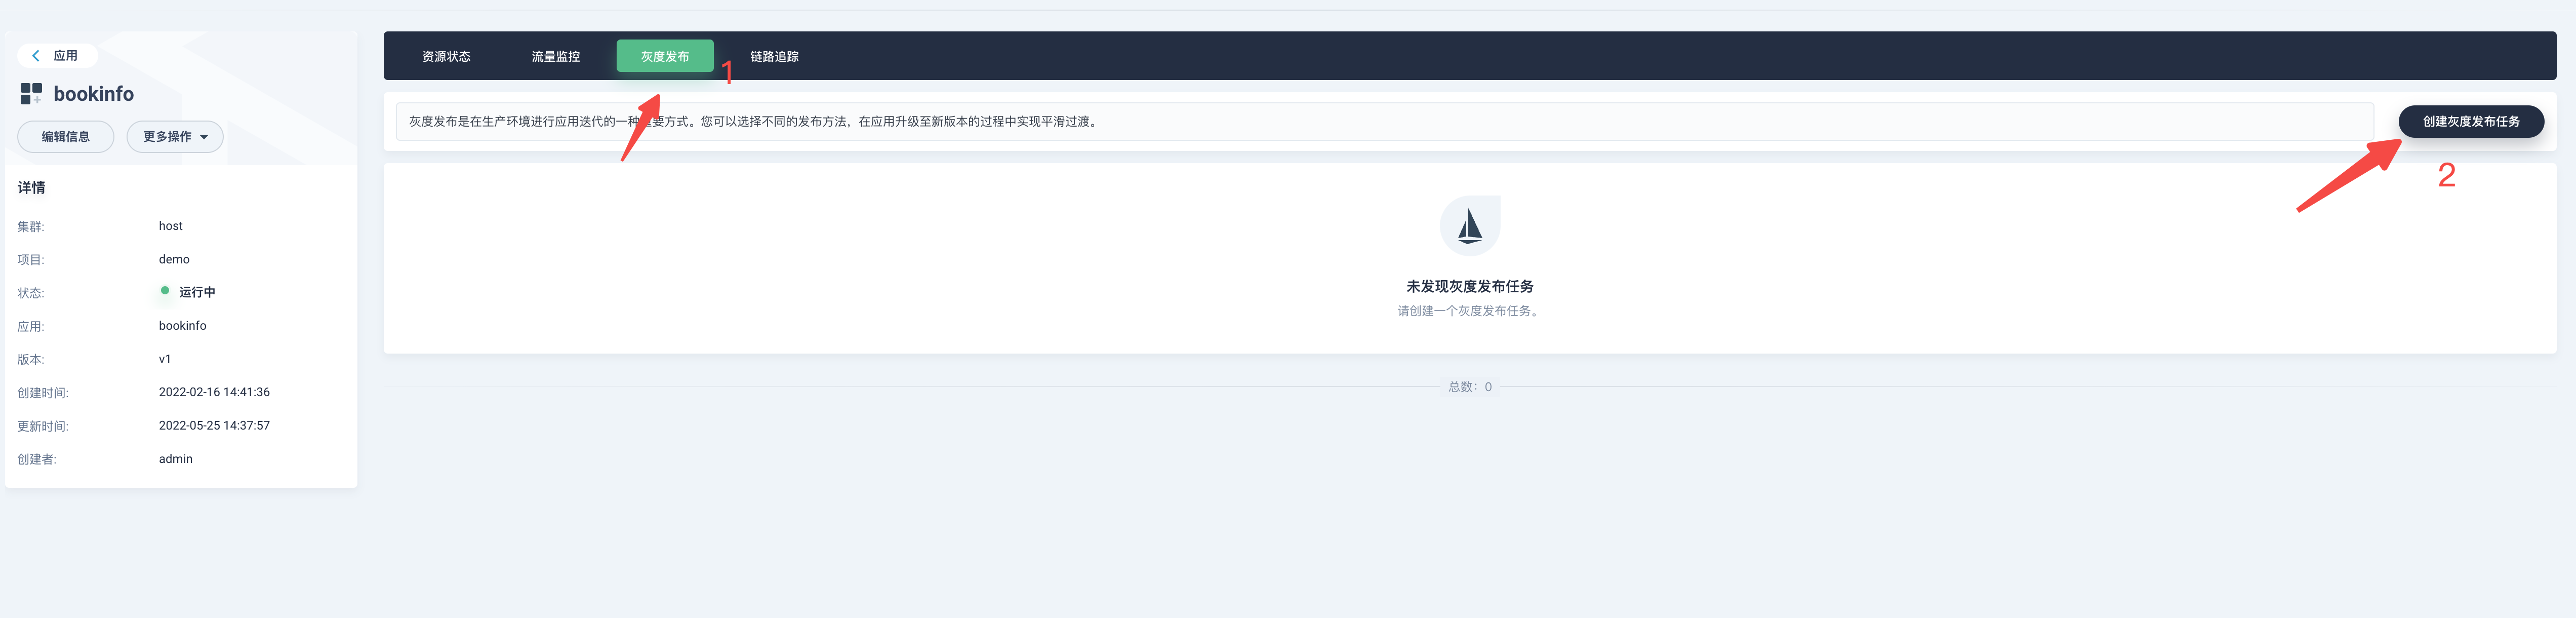 应用
bookinfo
编辑信息
更多操作
详情
集群: host
项目: demo
状态: 运行中
应用: bookinfo
版本: v1
创建时间: 2022-02-16 14:41:36
更新时间: 2022-05-25 14:37:57
创建者: admin
资源状态 流量监控 灰度发布 1 链路追踪
灰度发布是在生产环境进行应用迭代的一种重要方式。您可以选择不同的发布方法，在应用升级至新版本的过程中实现平滑过渡。
创建灰度发布任务
2
未发现灰度发布任务
请创建一个灰度发布任务。
总数：0